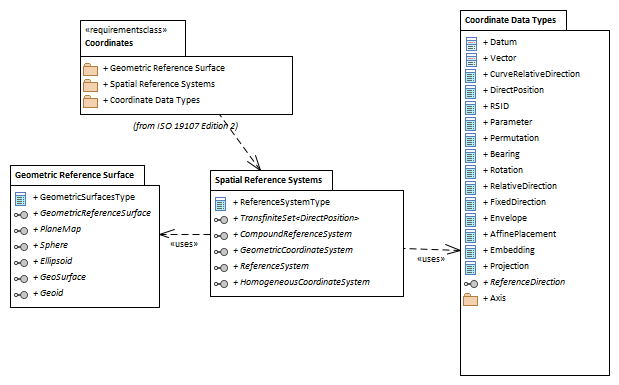 «requirementsclass»
Coordinates
+ Geometric Reference Surface
+ Spatial Reference Systems
+ Coordinate Data Types
(from ISO 19107 Edition 2)
Geometric Reference Surface
+ GeometricSurfacesType
+ GeometricReferenceSurface
+ PlaneMap
+ Sphere
+ Ellipsoid
+ GeoSurface
+ Geoid
«uses»
Spatial Reference Systems
+ ReferenceSystemType
+ TransfiniteSet<DirectPosition>
+ CompoundReferenceSystem
+ GeometricCoordinateSystem
+ ReferenceSystem
+ HomogeneousCoordinateSystem
«uses»
Coordinate Data Types
+ Datum
+ Vector
+ CurveRelativeDirection
+ DirectPosition
+ RSID
+ Parameter
+ Permutation
+ Bearing
+ Rotation
+ RelativeDirection
+ FixedDirection
+ Envelope
+ AffinePlacement
+ Embedding
+ Projection
+ ReferenceDirection
+ Axis